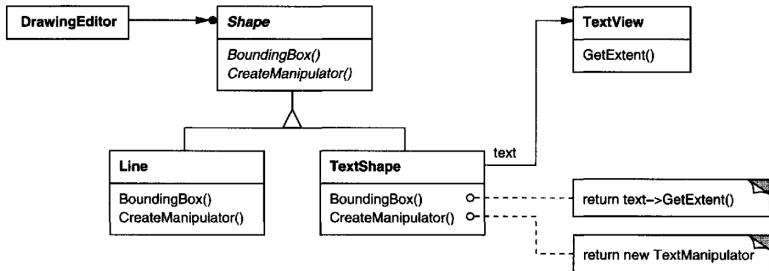 DrawingEditor
Shape
BoundingBox()
CreateManipulator()
TextView
GetExtent()
text
Line
BoundingBox()
CreateManipulator()
TextShape
BoundingBox()
CreateManipulator()
return text->GetExtent()
return new TextManipulator